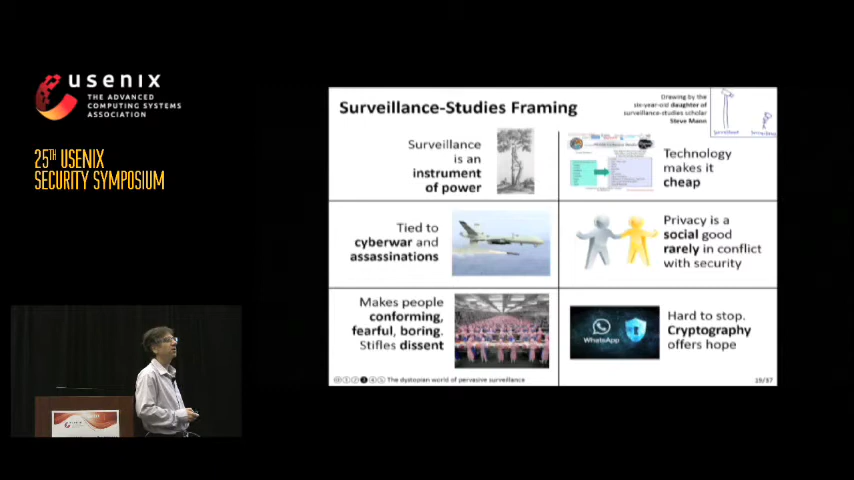 usenix
THE ADVANCED
COMPUTING SYSTEMS
ASSOCIATION
25TH USENIX
SECURITY SYMPOSIUM
Surveillance-Studies Framing
Drawing by the
six-year-old daughter of
surveillance-studies scholar
Steve Mann
Surveillance
is an
instrument
of power
Technology
makes it
cheap
Tied to
cyberwar and
assassinations
Privacy is a
social good
rarely in conflict
with security
Makes people
conforming,
fearful, boring.
Stifles dissent
WhatsApp
Hard to stop.
Cryptography
offers hope
The dystopian world of pervasive surveillance
usenix